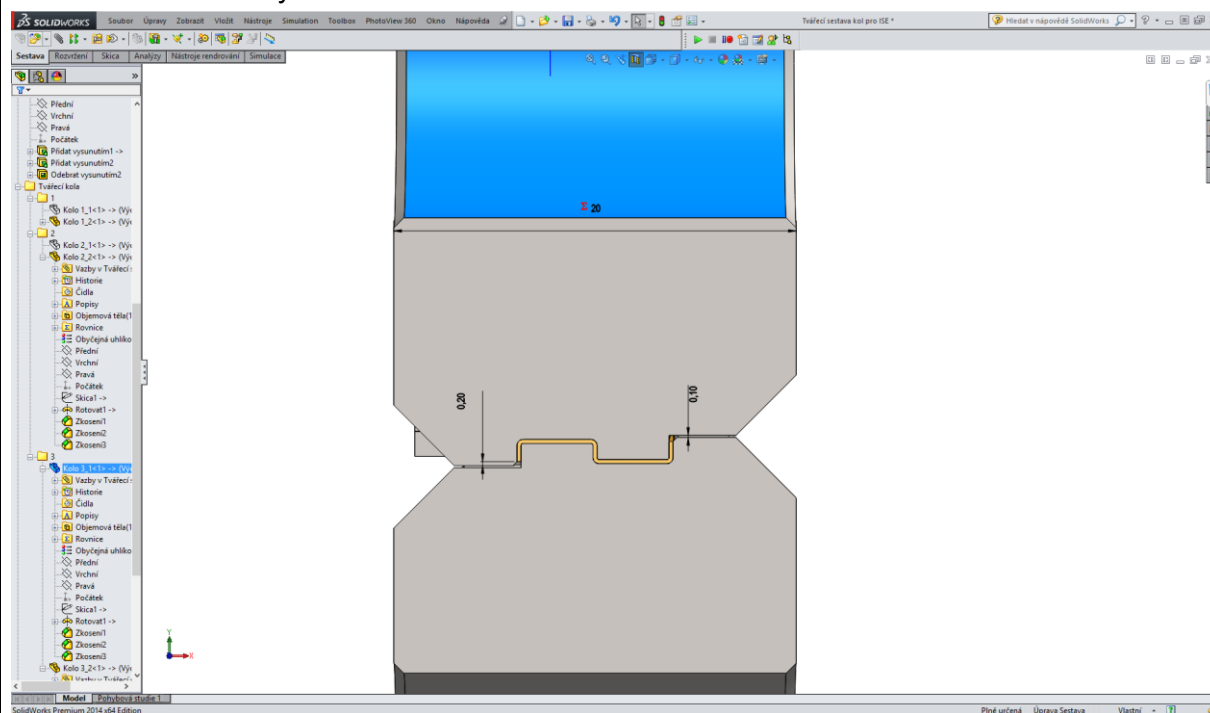 SOLIDWORKS Soubor Úpravy Zobrazit Vložit Nástroje Simulation Toolbox PhotoView 360 Okno Nápověda Tvářecí sestava kol pro ISE * Hledat v nápovědě SolidWorks
Sestava Rozvržení Skica Analýzy Nástroje rendrování Simulace
Přední
Vrchní
Pravá
Počátek
Přidat vysunutím1 ->
Přidat vysunutím2
Odebrat vysunutím2
Tvářecí kola
1
Kolo 1_1<1> -> (Výc
Kolo 1_2<1> -> (Výc
2
Kolo 2_1<1> -> (Výc
Kolo 2_2<1> -> (Výc
Vazby v Tvářecí s
Historie
Čidla
Popisy
Objemová těla(1
Rovnice
Obyčejná uhlíko
Přední
Vrchní
Pravá
Počátek
Skica1 ->
Rotovat1 ->
Zkosení1
Zkosení2
Zkosení3
3
Kolo 3_1<1> -> (Výc
Vazby v Tvářecí s
Historie
Čidla
Popisy
Objemová těla(1
Rovnice
Obyčejná uhlíko
Přední
Vrchní
Pravá
Počátek
Skica1 ->
Rotovat1 ->
Zkosení1
Zkosení2
Zkosení3
Kolo 3_2<1> -> (Výc
Σ 20
0,20
0,10
Y
X
Model Pohybová studie 1
SolidWorks Premium 2014 x64 Edition Plně určená Úprava Sestava Vlastní